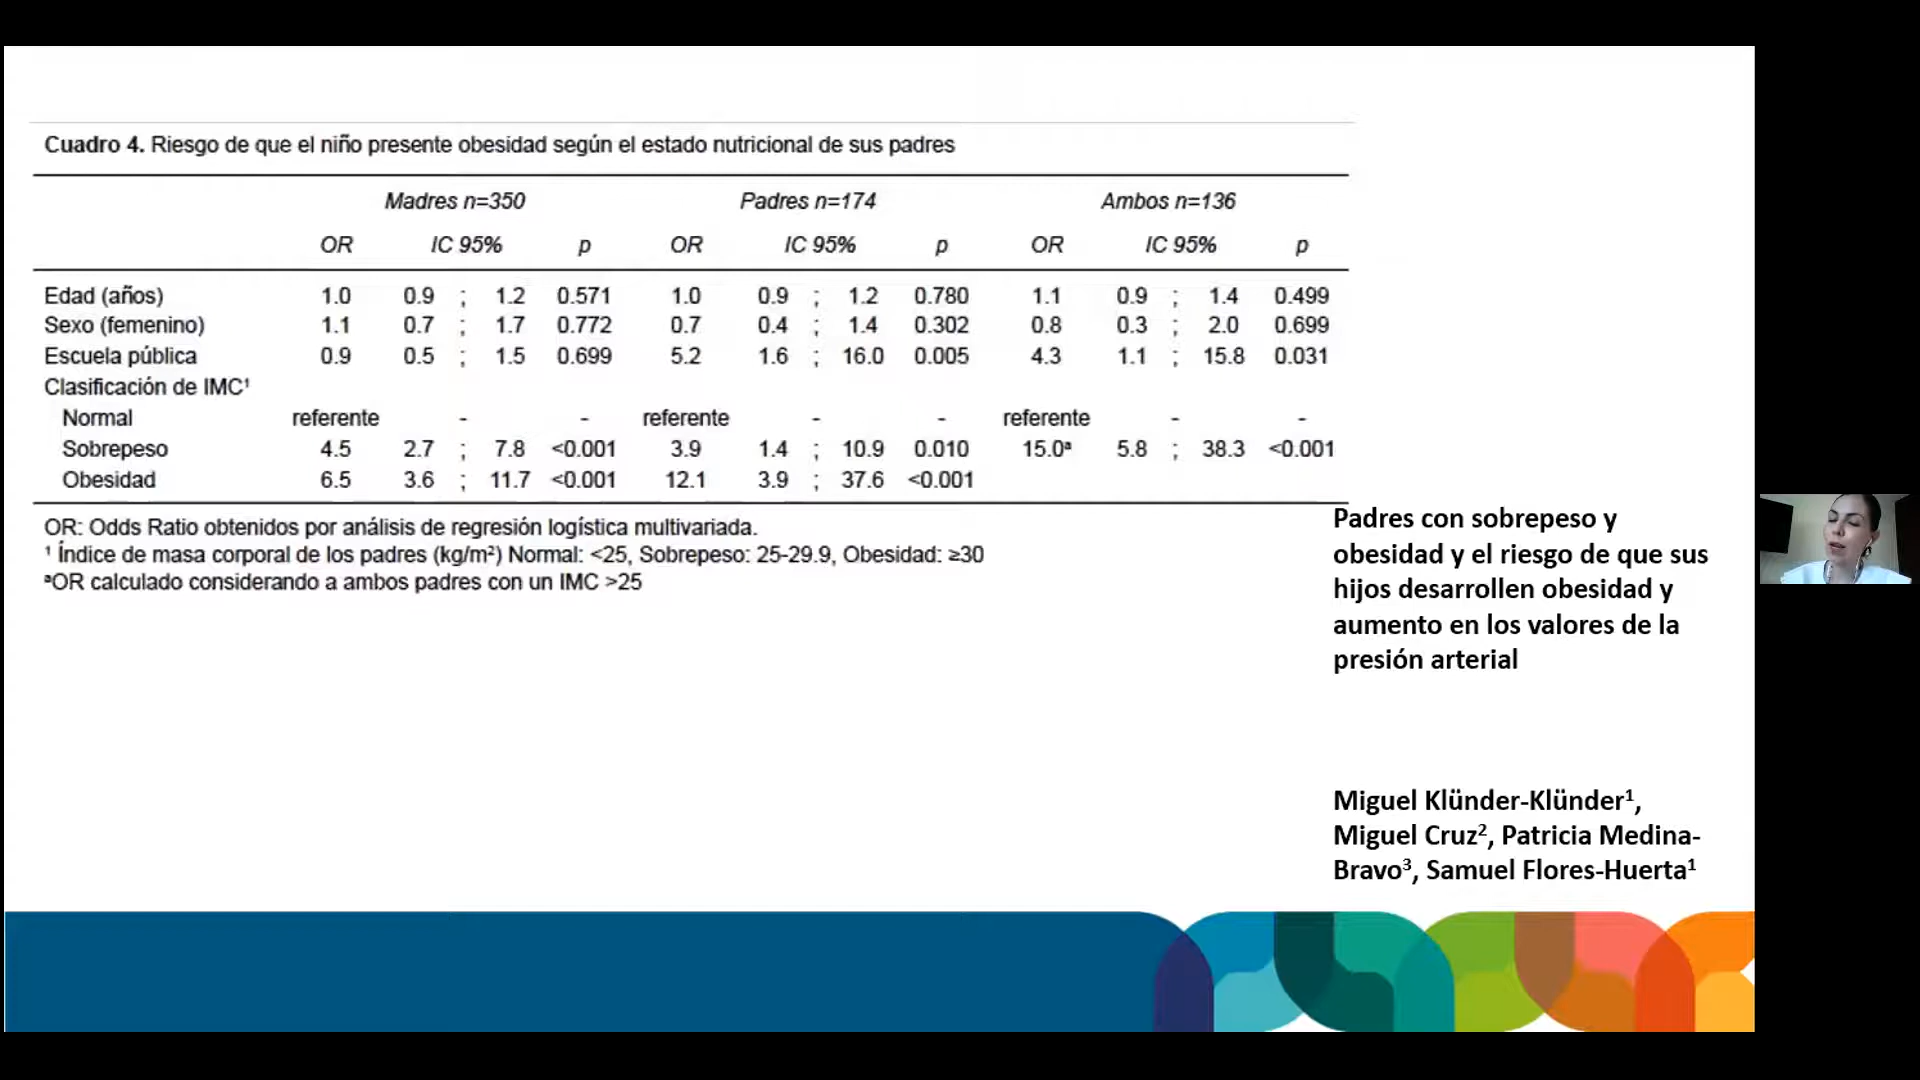 Cuadro 4. Riesgo de que el niño presente obesidad según el estado nutricional de sus padres
Madres n=350 Padres n=174 Ambos n=136
OR IC 95% p OR IC 95% p OR IC 95% p
Edad (años) 1.0 0.9 ; 1.2 0.571 1.0 0.9 ; 1.2 0.780 1.1 0.9 ; 1.4 0.499
Sexo (femenino) 1.1 0.7 ; 1.7 0.772 0.7 0.4 ; 1.4 0.302 0.8 0.3 ; 2.0 0.699
Escuela pública 0.9 0.5 ; 1.5 0.699 5.2 1.6 ; 16.0 0.005 4.3 1.1 ; 15.8 0.031
Clasificación de IMC¹
Normal referente - - referente - - referente - -
Sobrepeso 4.5 2.7 ; 7.8 <0.001 3.9 1.4 ; 10.9 0.010 15.0ª 5.8 ; 38.3 <0.001
Obesidad 6.5 3.6 ; 11.7 <0.001 12.1 3.9 ; 37.6 <0.001
OR: Odds Ratio obtenidos por análisis de regresión logística multivariada.
¹ Índice de masa corporal de los padres (kg/m²) Normal: <25, Sobrepeso: 25-29.9, Obesidad: ≥30
ªOR calculado considerando a ambos padres con un IMC >25
Padres con sobrepeso y
obesidad y el riesgo de que sus
hijos desarrollen obesidad y
aumento en los valores de la
presión arterial
Miguel Klünder-Klünder¹,
Miguel Cruz², Patricia Medina-
Bravo³, Samuel Flores-Huerta¹